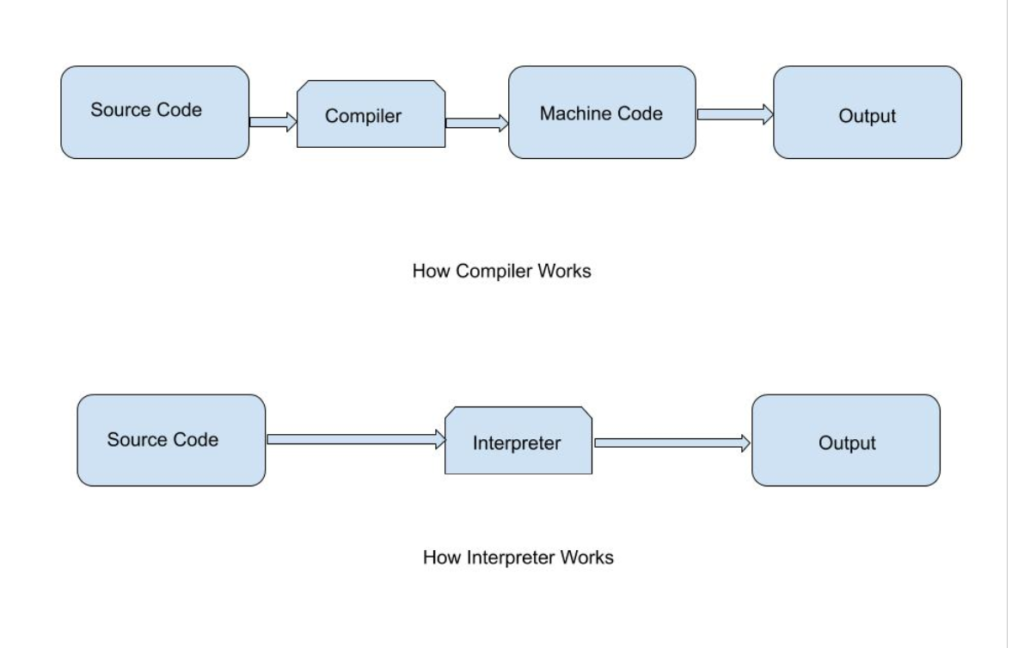 Source Code
Compiler
Machine Code
Output
How Compiler Works
Source Code
Interpreter
Output
How Interpreter Works